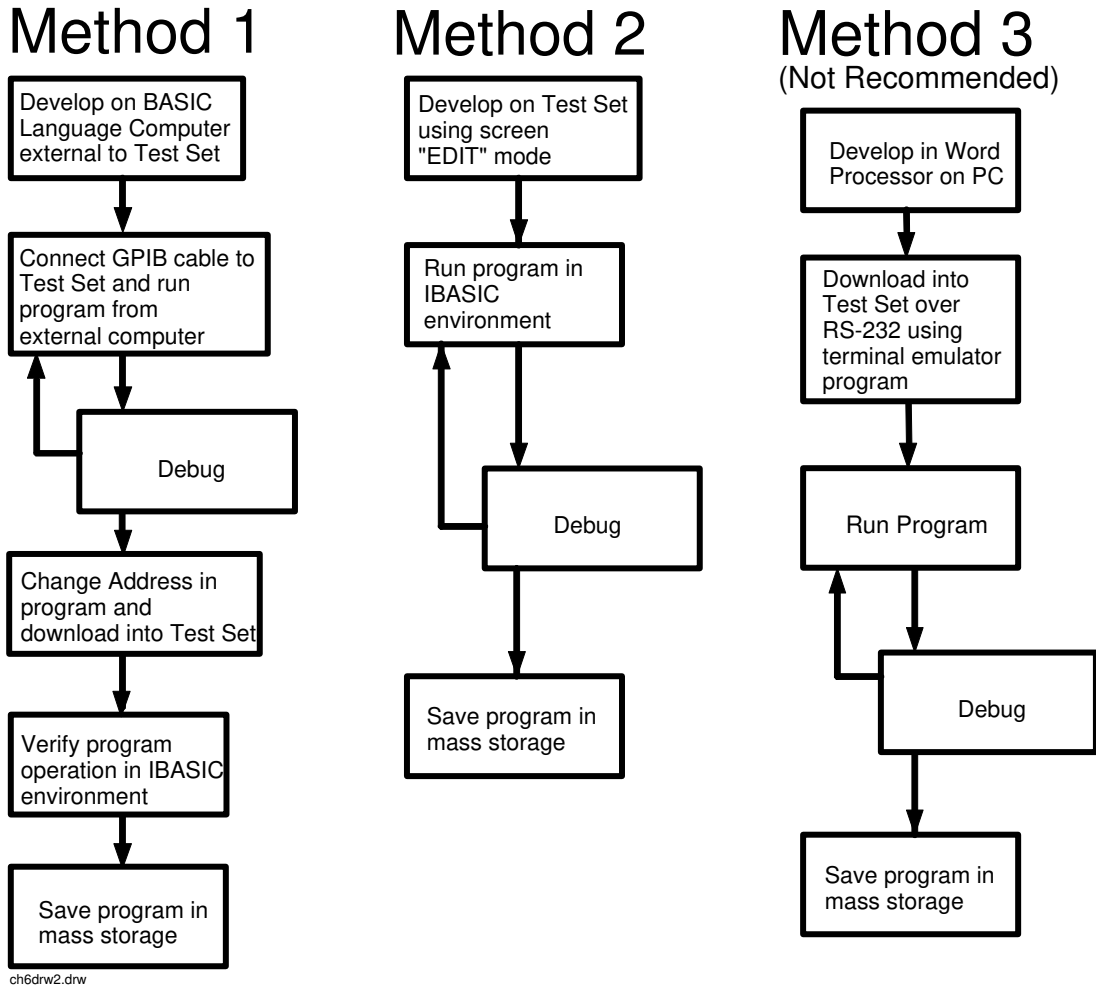 Method 1
Develop on BASIC
Language Computer
external to Test Set
Connect GPIB cable to
Test Set and run
program from
external computer
Debug
Change Address in
program and
download into Test Set
Verify program
operation in IBASIC
environment
Save program in
mass storage
ch6drw2.drw
Method 2
Develop on Test Set
using screen
"EDIT" mode
Run program in
IBASIC
environment
Debug
Save program in
mass storage
Method 3
(Not Recommended)
Develop in Word
Processor on PC
Download into
Test Set over
RS-232 using
terminal emulator
program
Run Program
Debug
Save program in
mass storage